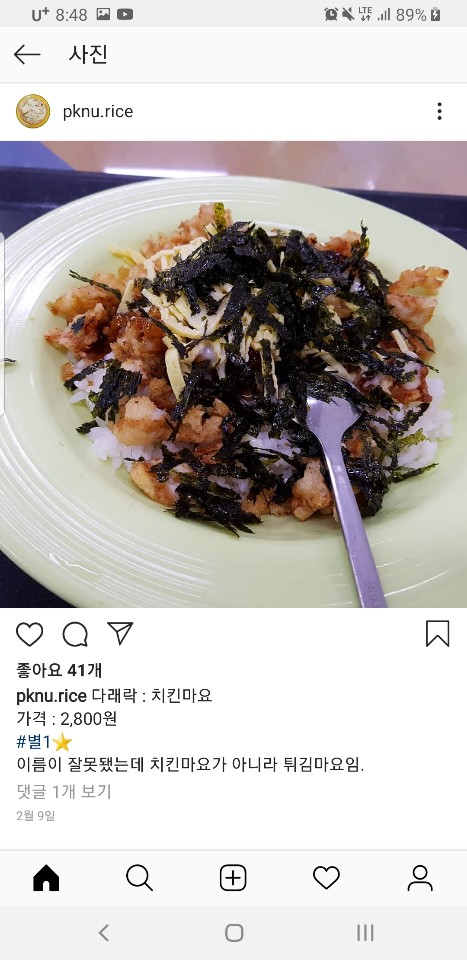 U+ 8:48 LTE 89%
사진
pknu.rice
좋아요 41개
pknu.rice 다래락 : 치킨마요
가격 : 2,800원
#별1⭐
이름이 잘못됐는데 치킨마요가 아니라 튀김마요임.
댓글 1개 보기
2월 9일